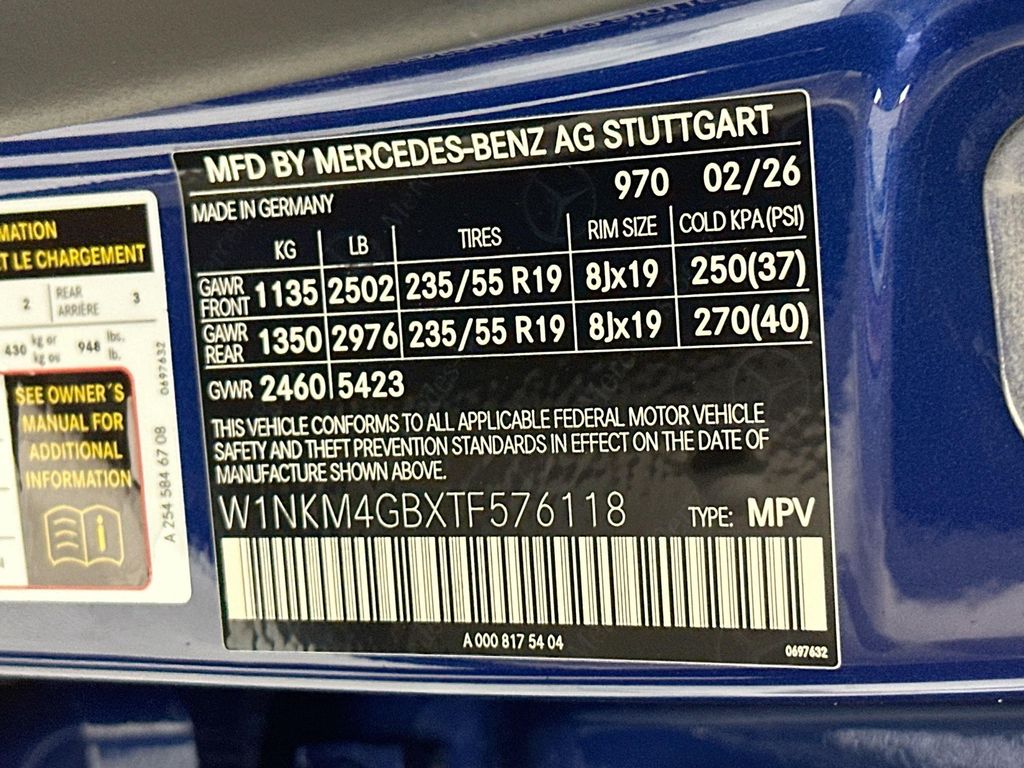 MFD BY MERCEDES-BENZ AG STUTTGART
970 02/26
MADE IN GERMANY
KG LB TIRES RIM SIZE COLD KPA(PSI)
GAWR FRONT 1135 2502 235/55 R19 8Jx19 250(37)
GAWR REAR 1350 2976 235/55 R19 8Jx19 270(40)
GVWR 2460 5423
THIS VEHICLE CONFORMS TO ALL APPLICABLE FEDERAL MOTOR VEHICLE
SAFETY AND THEFT PREVENTION STANDARDS IN EFFECT ON THE DATE OF
MANUFACTURE SHOWN ABOVE.
W1NKM4GBXTF576118 TYPE: MPV
A 000 817 54 04
0697632
MATION
T LE CHARGEMENT
2 REAR ARRIÈRE 3
430 kg or kg ou 948 lbs. lb.
SEE OWNER´S
MANUAL FOR
ADDITIONAL
INFORMATION
A 254 584 67 08 0697632